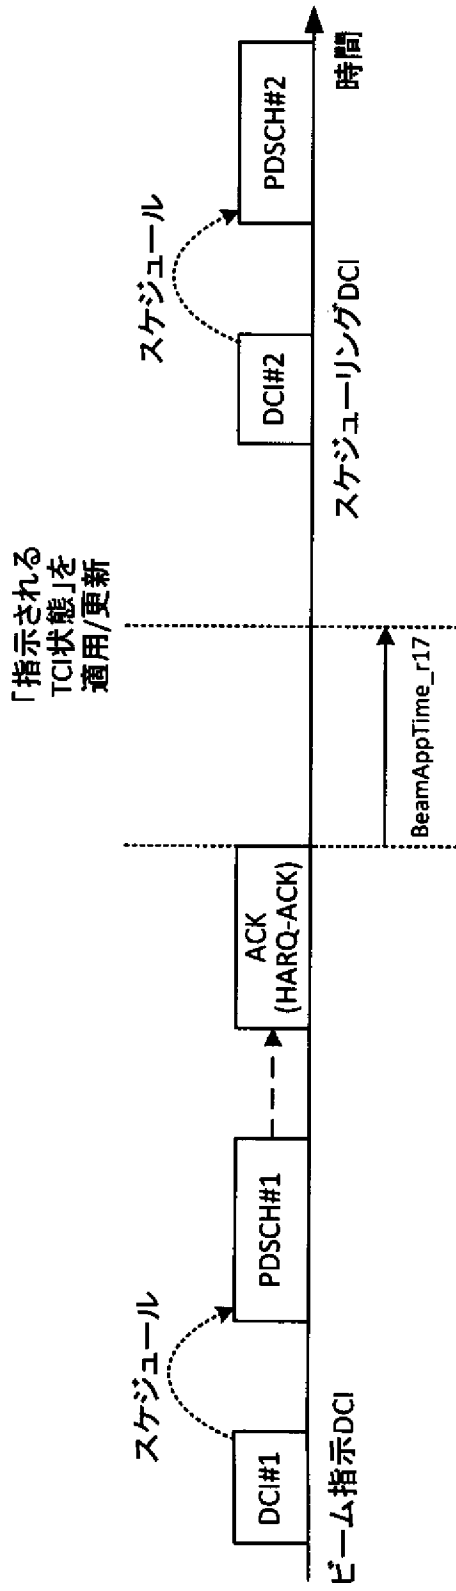 「指示される
TCI状態」を
適用/更新
スケジュール
スケジュール
DCI#1
PDSCH#1
ACK
(HARQ-ACK)
DCI#2
PDSCH#2
ビーム指示DCI
BeamAppTime_r17
スケジューリングDCI
時間